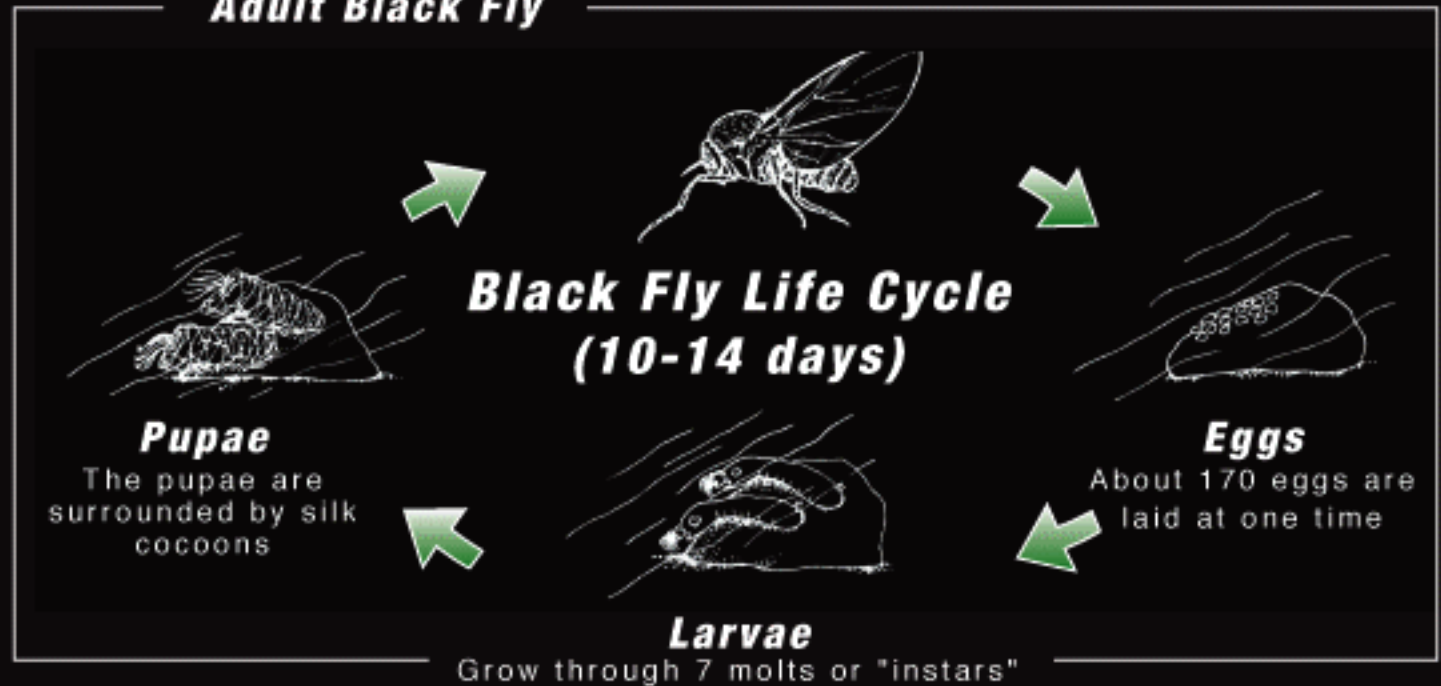 Adult Black Fly
Black Fly Life Cycle
(10-14 days)
Pupae
The pupae are
surrounded by silk
cocoons
Eggs
About 170 eggs are
laid at one time
Larvae
Grow through 7 molts or "instars"